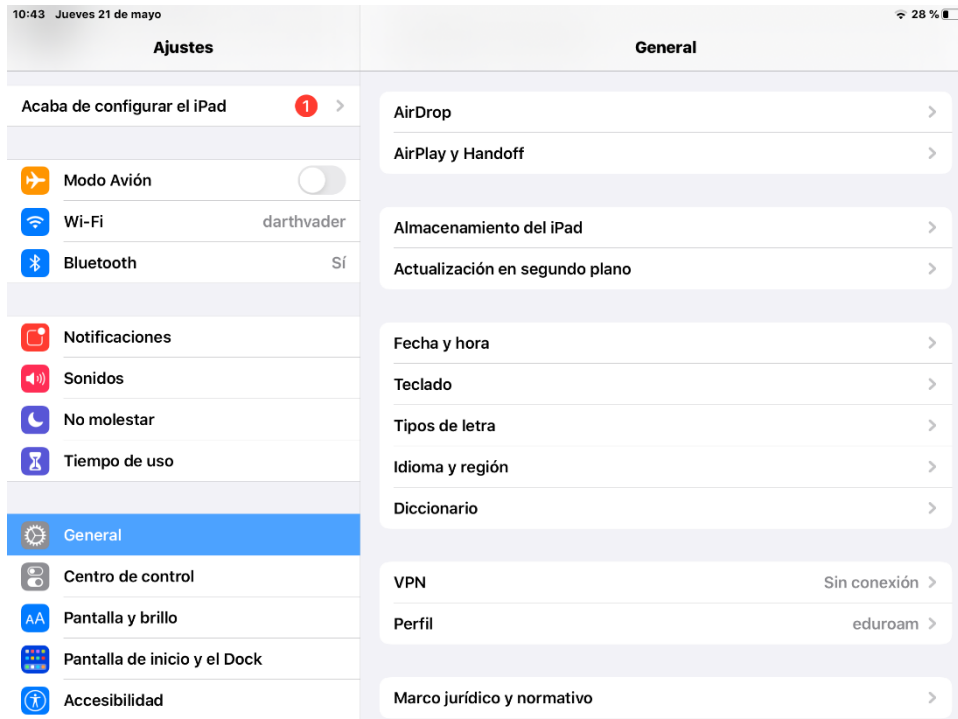 10:43 Jueves 21 de mayo
28 %
Ajustes
Acaba de configurar el iPad 1
Modo Avión
Wi-Fi darthvader
Bluetooth Sí
Notificaciones
Sonidos
No molestar
Tiempo de uso
General
Centro de control
AA Pantalla y brillo
Pantalla de inicio y el Dock
Accesibilidad
General
AirDrop
AirPlay y Handoff
Almacenamiento del iPad
Actualización en segundo plano
Fecha y hora
Teclado
Tipos de letra
Idioma y región
Diccionario
VPN Sin conexión
Perfil eduroam
Marco jurídico y normativo